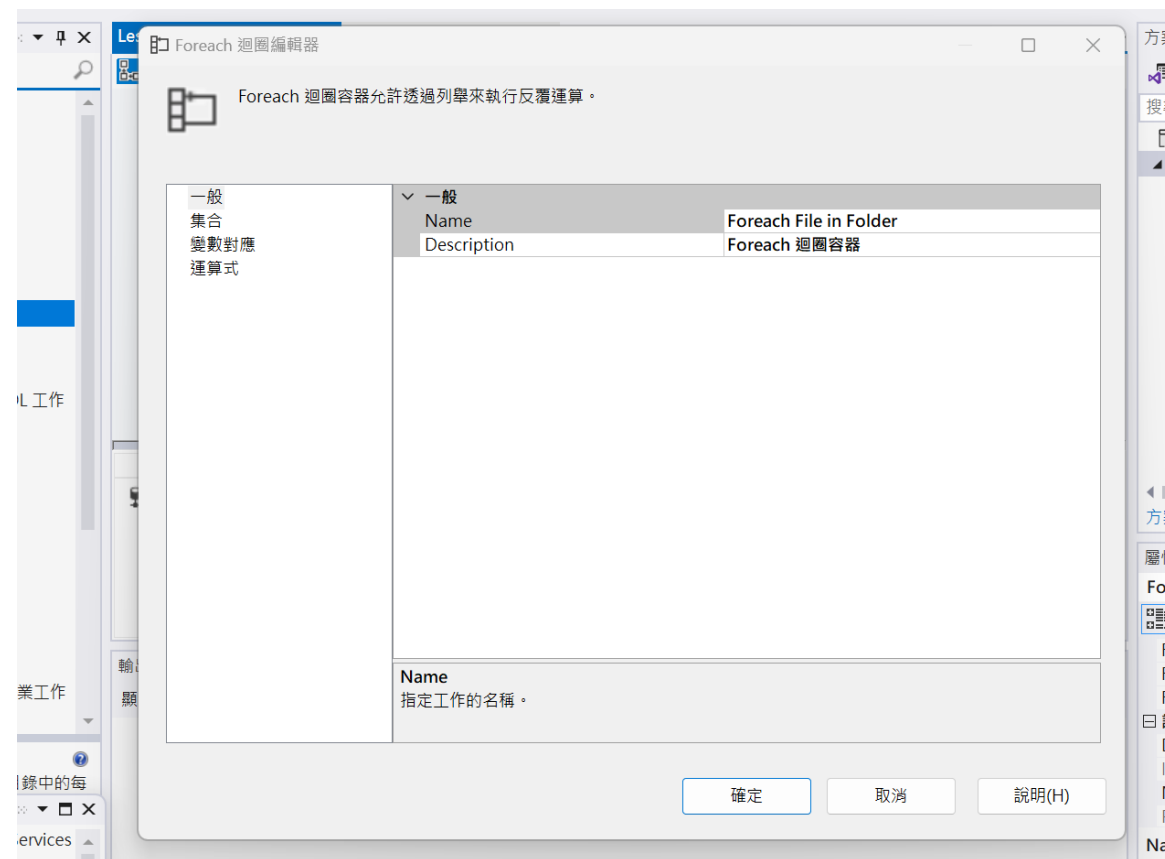 Foreach 迴圈編輯器
Foreach 迴圈容器允許透過列舉來執行反覆運算。
一般
集合
變數對應
運算式
一般
Name
Foreach File in Folder
Description
Foreach 迴圈容器
Name
指定工作的名稱。
確定
取消
說明(H)
工作
業工作
錄中的每
ervices
Les
輸
顯
方
搜
方
屬
Fo
Na